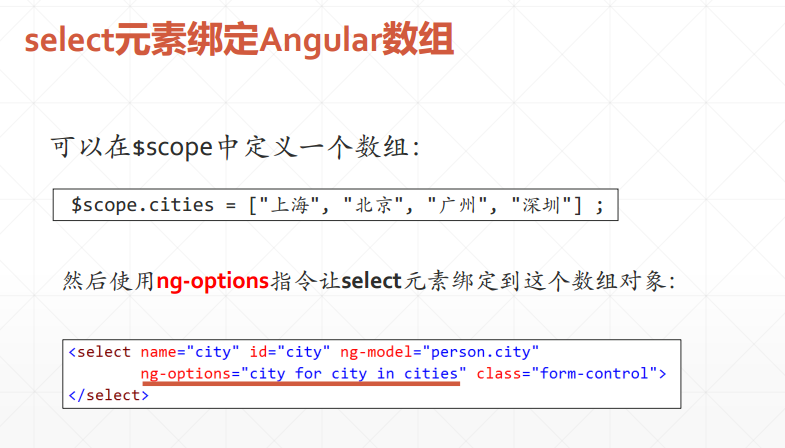 select元素绑定Angular数组
可以在$scope中定义一个数组：
$scope.cities = ["上海", "北京", "广州", "深圳"] ;
然后使用ng-options指令让select元素绑定到这个数组对象：
<select name="city" id="city" ng-model="person.city"
ng-options="city for city in cities" class="form-control">
</select>